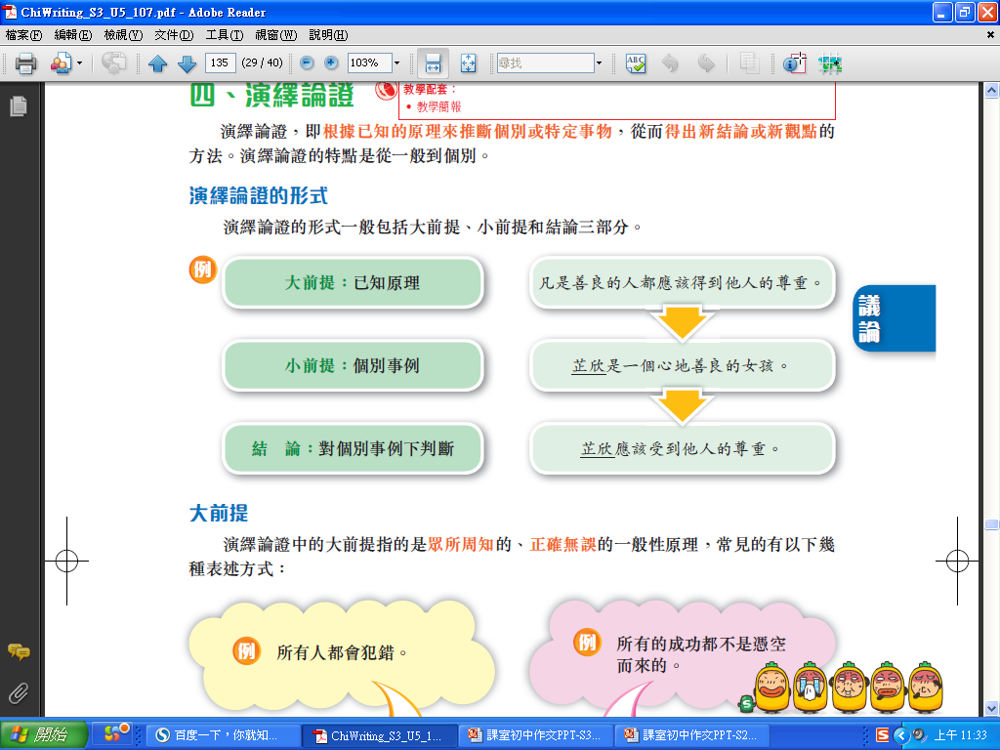 ChiWriting_S3_U5_107.pdf - Adobe Reader
檔案(F) 編輯(E) 檢視(V) 文件(D) 工具(T) 視窗(W) 說明(H)
135 (29 / 40) 103% 尋找
四、演繹論證
教學配套：
• 教學簡報
演繹論證，即根據已知的原理來推斷個別或特定事物，從而得出新結論或新觀點的
方法。演繹論證的特點是從一般到個別。
演繹論證的形式
演繹論證的形式一般包括大前提、小前提和結論三部分。
例 大前提：已知原理 凡是善良的人都應該得到他人的尊重。
議
論
小前提：個別事例 芷欣是一個心地善良的女孩。
結 論：對個別事例下判斷 芷欣應該受到他人的尊重。
大前提
演繹論證中的大前提指的是眾所周知的、正確無誤的一般性原理，常見的有以下幾
種表述方式：
例 所有人都會犯錯。
例 所有的成功都不是憑空
而來的。
開始 百度一下，你就知... ChiWriting_S3_U5_1... 課室初中作文PPT-S3... 課室初中作文PPT-S2... 上午 11:33